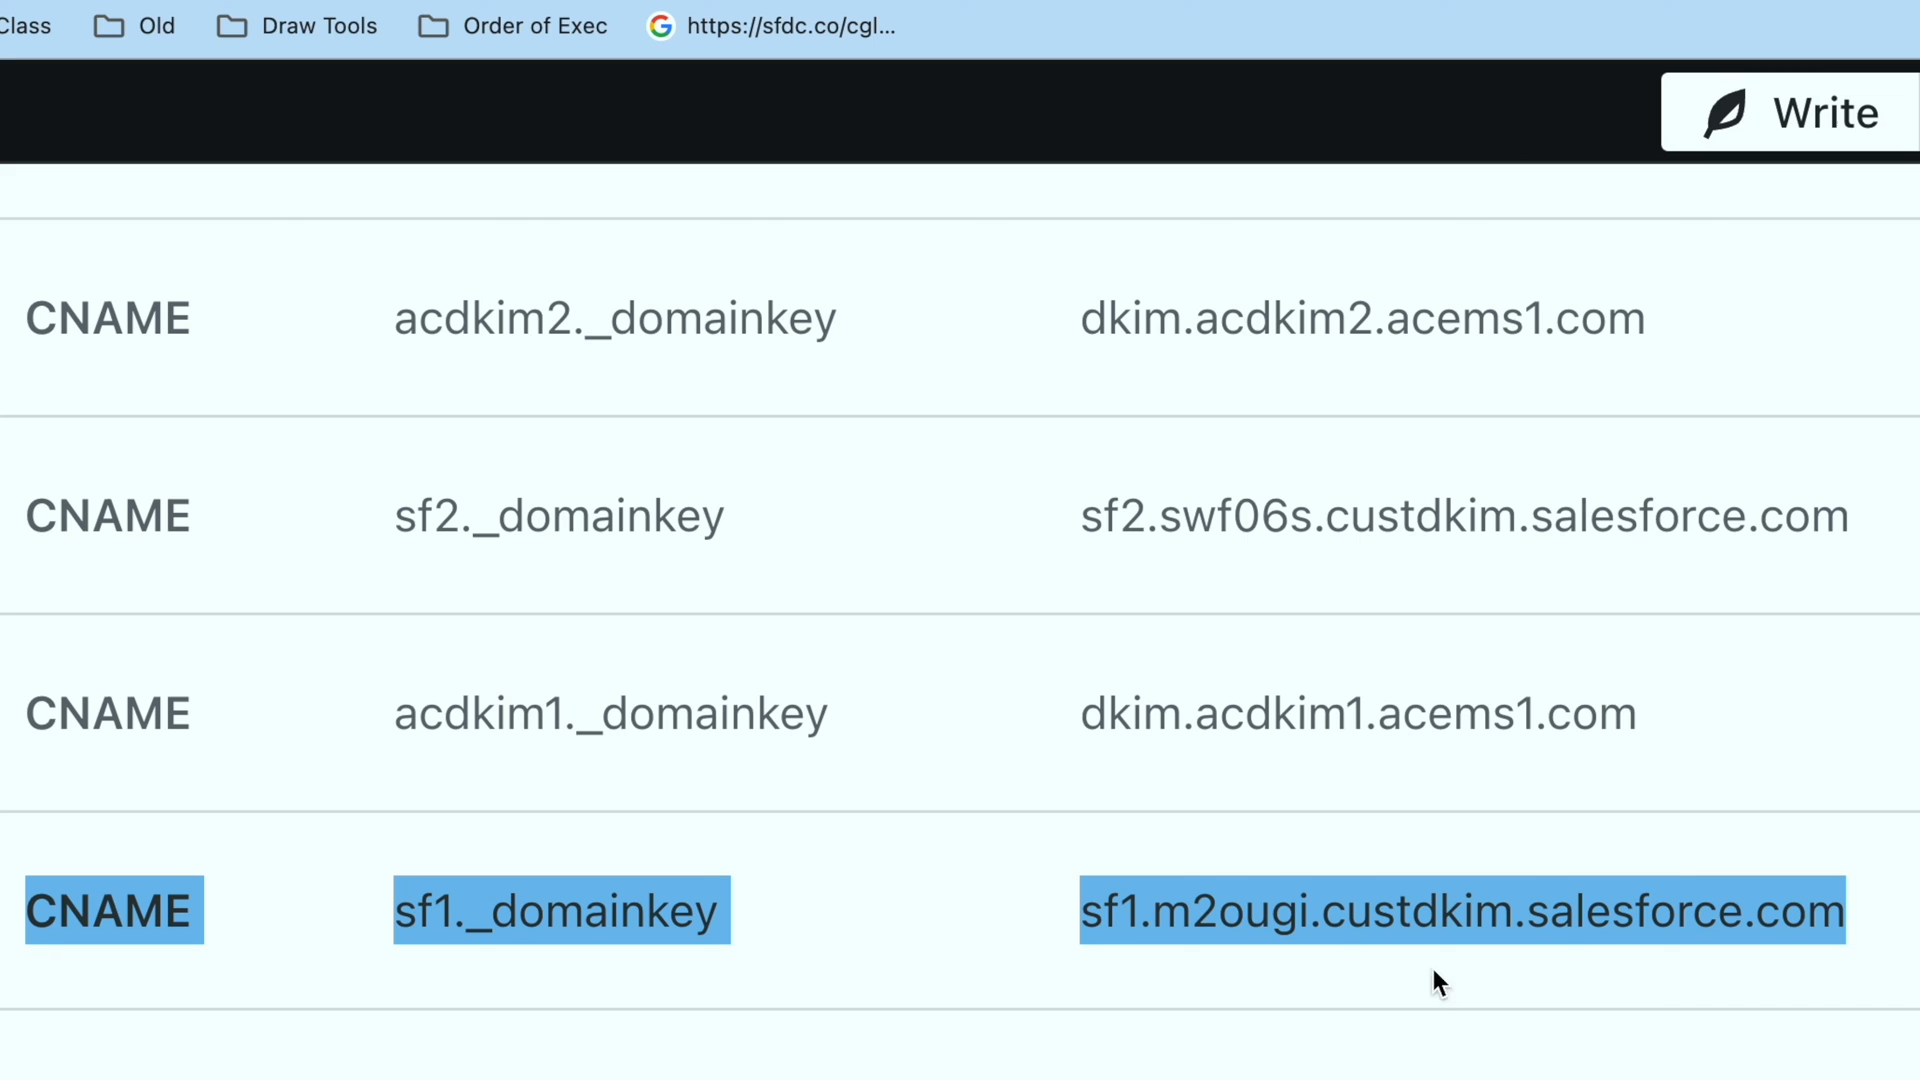 Class Old Draw Tools Order of Exec https://sfdc.co/cgl...
Write
CNAME acdkim2._domainkey dkim.acdkim2.acems1.com
CNAME sf2._domainkey sf2.swf06s.custdkim.salesforce.com
CNAME acdkim1._domainkey dkim.acdkim1.acems1.com
CNAME sf1._domainkey sf1.m2ougi.custdkim.salesforce.com